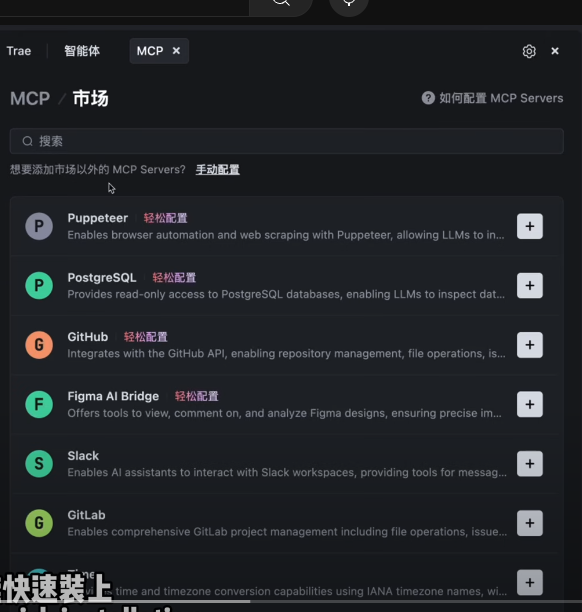 Trae 智能体 MCP ×
MCP / 市场 ? 如何配置 MCP Servers
搜索
想要添加市场以外的 MCP Servers? 手动配置
P Puppeteer 轻松配置
Enables browser automation and web scraping with Puppeteer, allowing LLMs to in...
P PostgreSQL 轻松配置
Provides read-only access to PostgreSQL databases, enabling LLMs to inspect dat...
G GitHub 轻松配置
Integrates with the GitHub API, enabling repository management, file operations, is...
F Figma AI Bridge 轻松配置
Offers tools to view, comment on, and analyze Figma designs, ensuring precise im...
S Slack
Enables AI assistants to interact with Slack workspaces, providing tools for messag...
G GitLab
Enables comprehensive GitLab project management including file operations, issue...
Time
time and timezone conversion capabilities using IANA timezone names, wi...
快速装上